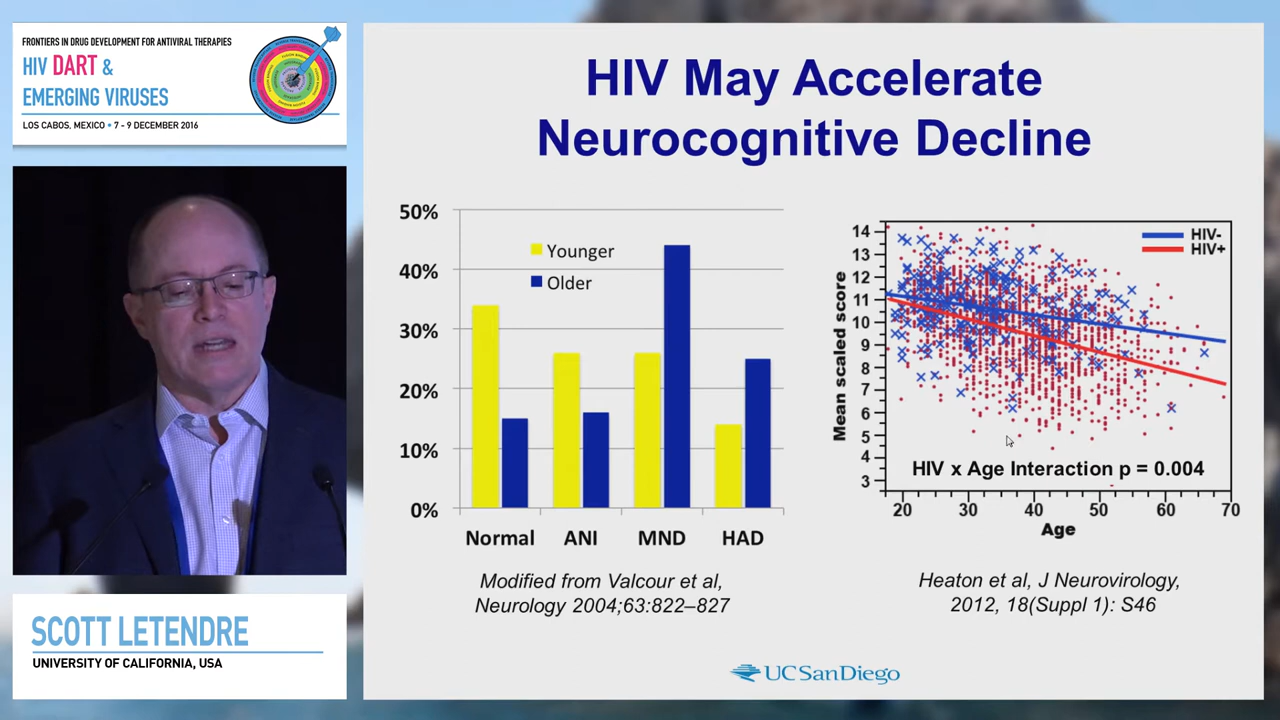 FRONTIERS IN DRUG DEVELOPMENT FOR ANTIVIRAL THERAPIES
HIV DART &
EMERGING VIRUSES
LOS CABOS, MEXICO • 7 - 9 DECEMBER 2016
SCOTT LETENDRE
UNIVERSITY OF CALIFORNIA, USA
HIV May Accelerate
Neurocognitive Decline
50%
40%
30%
20%
10%
0%
Younger
Older
Normal ANI MND HAD
Modified from Valcour et al,
Neurology 2004;63:822–827
Mean scaled score
14
13
12
11
10
9
8
7
6
5
4
3
HIV-
HIV+
HIV x Age Interaction p = 0.004
20 30 40 50 60 70
Age
Heaton et al, J Neurovirology,
2012, 18(Suppl 1): S46
UC San Diego